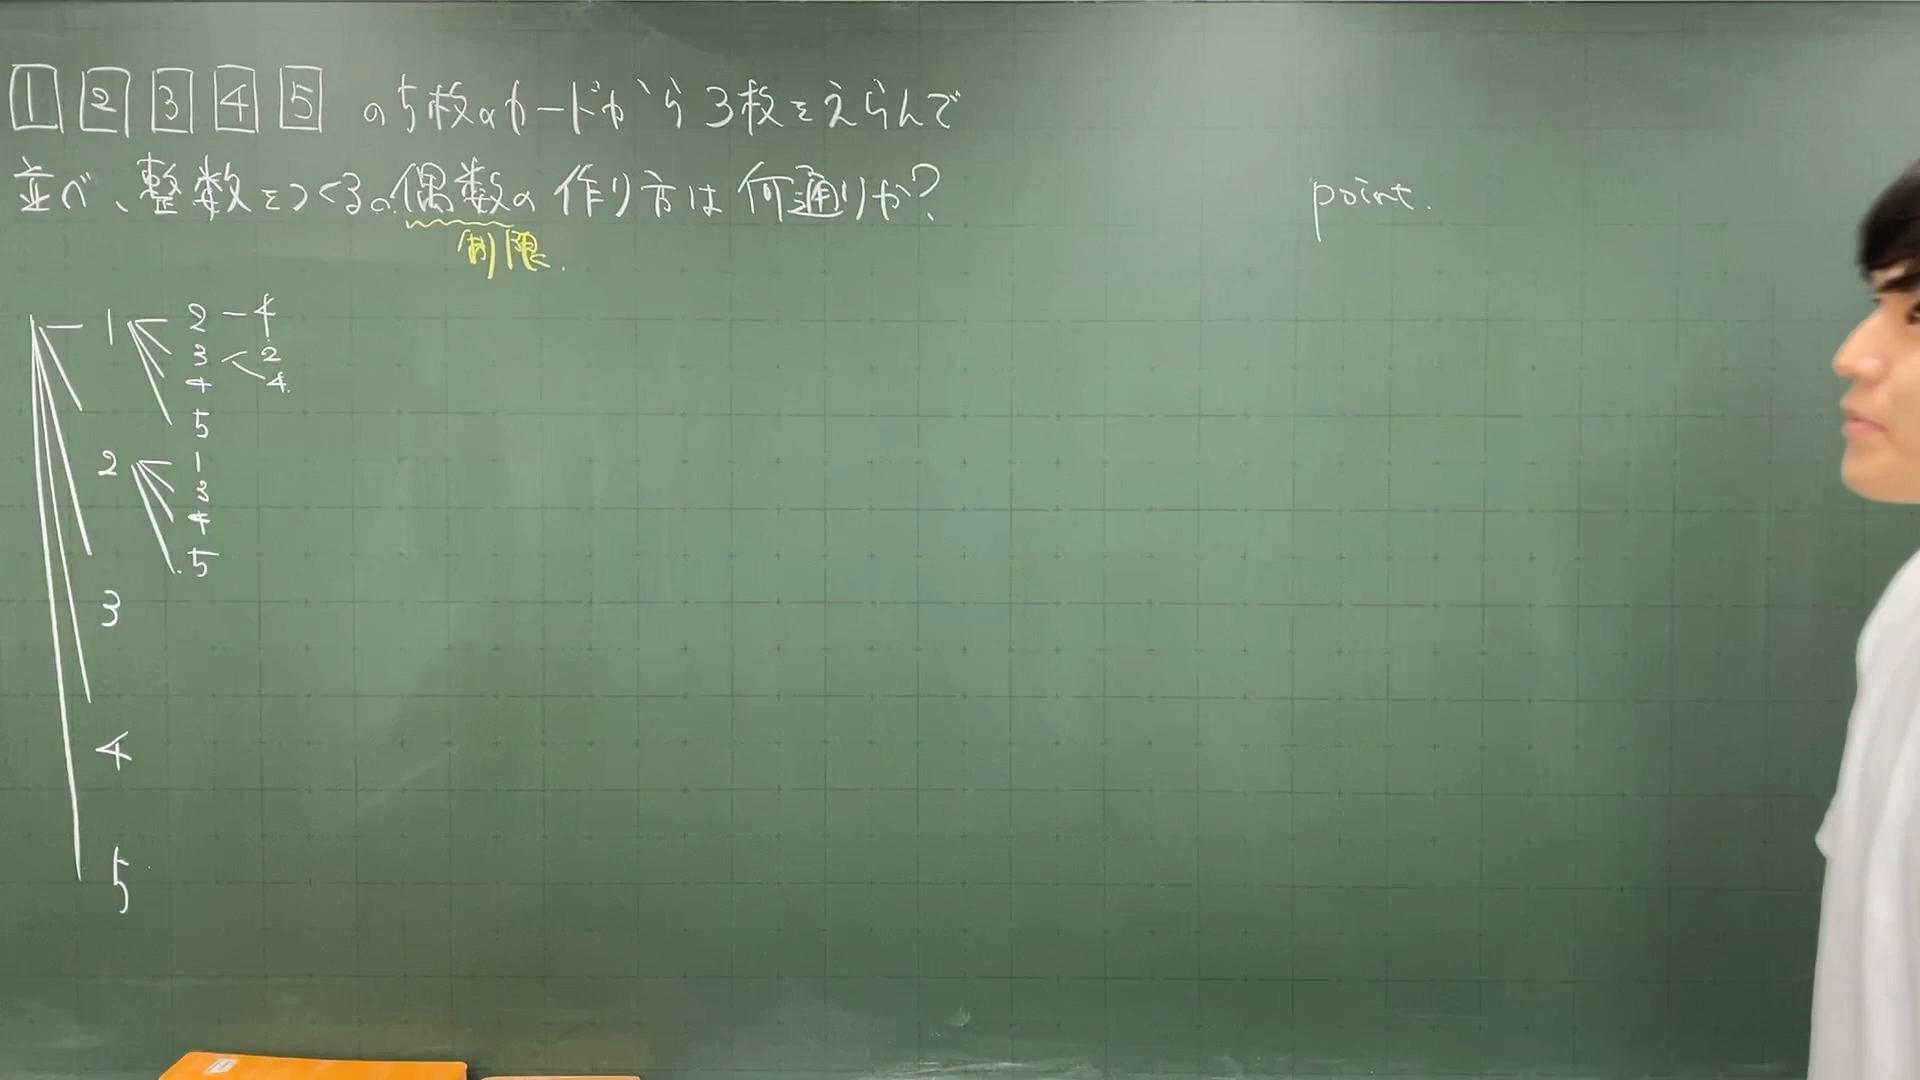 1 2 3 4 5 の5枚のカードから3枚をえらんで
並べ、整数をつくる。偶数の作り方は何通りか?
制限.
point.
1 2 - 4
3 2
4 4.
5
2 1
3
4
5
3
4
5